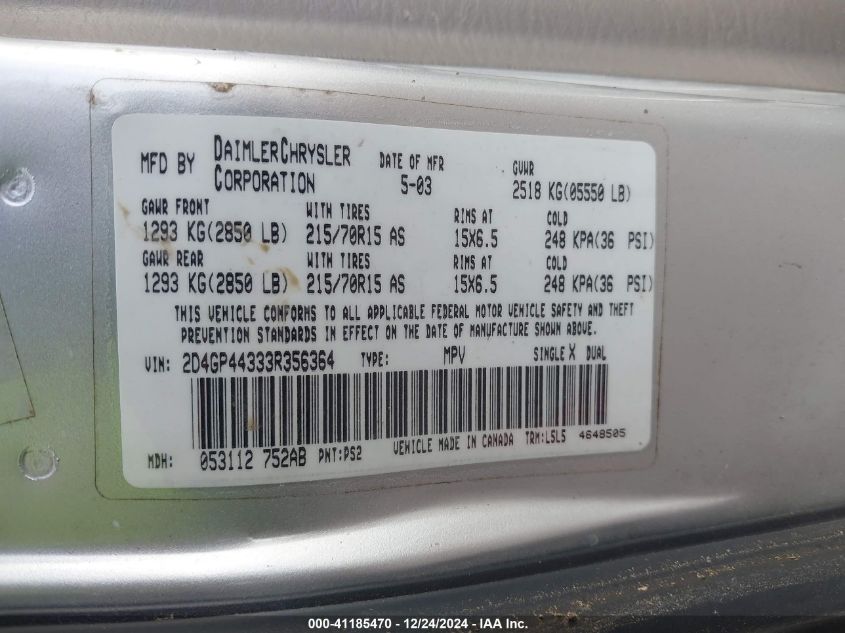 MFD BY DAIMLERCHRYSLER CORPORATION DATE OF MFR 5-03 GVWR 2518 KG(05550 LB)
GAWR FRONT WITH TIRES RIMS AT COLD
1293 KG(2850 LB) 215/70R15 AS 15X6.5 248 KPA(36 PSI)
GAWR REAR WITH TIRES RIMS AT COLD
1293 KG(2850 LB) 215/70R15 AS 15X6.5 248 KPA(36 PSI)
THIS VEHICLE CONFORMS TO ALL APPLICABLE FEDERAL MOTOR VEHICLE SAFETY AND THEFT
PREVENTION STANDARDS IN EFFECT ON THE DATE OF MANUFACTURE SHOWN ABOVE.
VIN: 2D4GP44333R356364 TYPE: MPV SINGLE X DUAL
MDH: 053112 752AB PNT:PS2 VEHICLE MADE IN CANADA TRM:L5L5 4648505
000-41185470 - 12/24/2024 - IAA Inc.